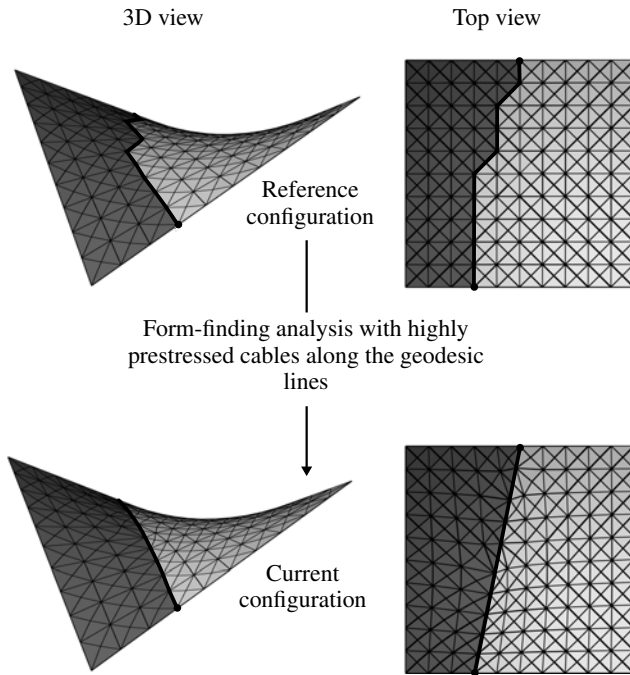 3D view
Top view
Reference
configuration
Form-finding analysis with highly
prestressed cables along the geodesic
lines
Current
configuration